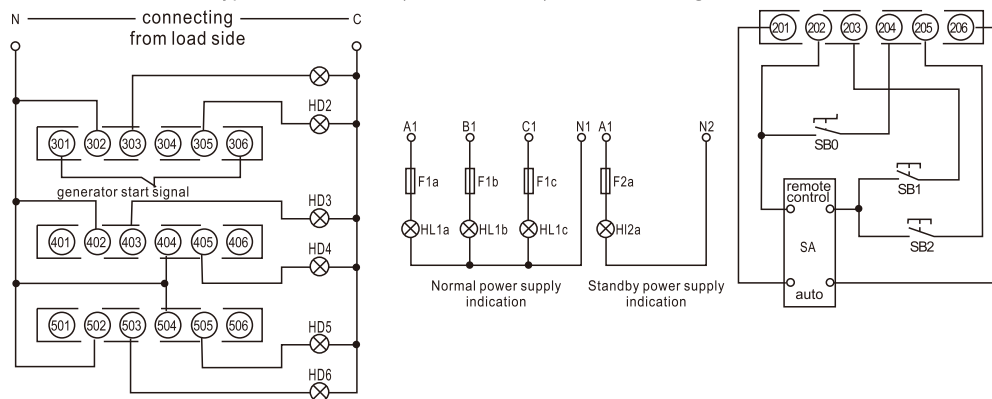 N connecting C
from load side
HD2
301 302 303 304 305 306
generator start signal
HD3
401 402 403 404 405 406
HD4
501 502 503 504 505 506
HD5
HD6
A1 B1 C1 N1 A1 N2
F1a F1b F1c F2a
HL1a HL1b HL1c Hl2a
Normal power supply
indication
Standby power supply
indication
201 202 203 204 205 206
SB0
SB1
remote
control
SA
SB2
auto